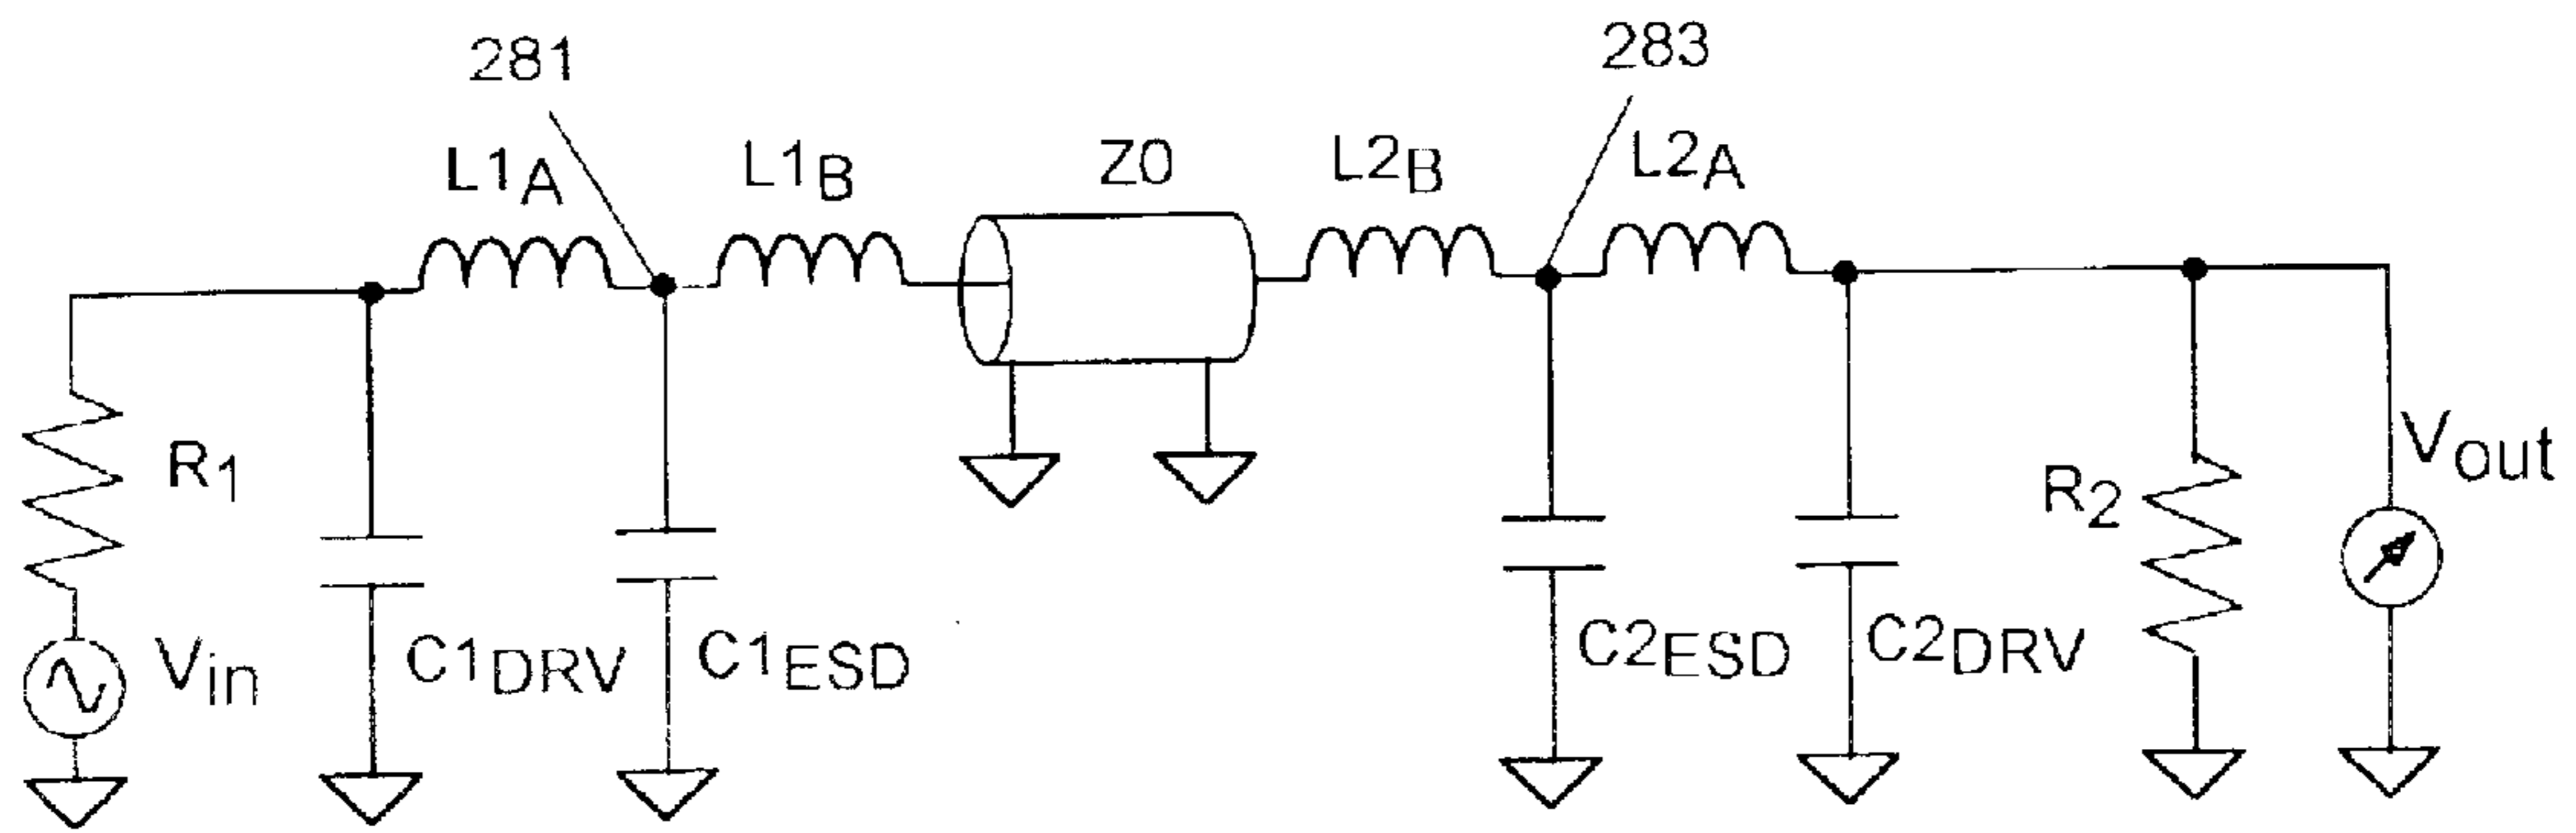 281
283
L1A
L1B
Z0
L2B
L2A
R1
Vin
C1DRV
C1ESD
C2ESD
C2DRV
R2
Vout